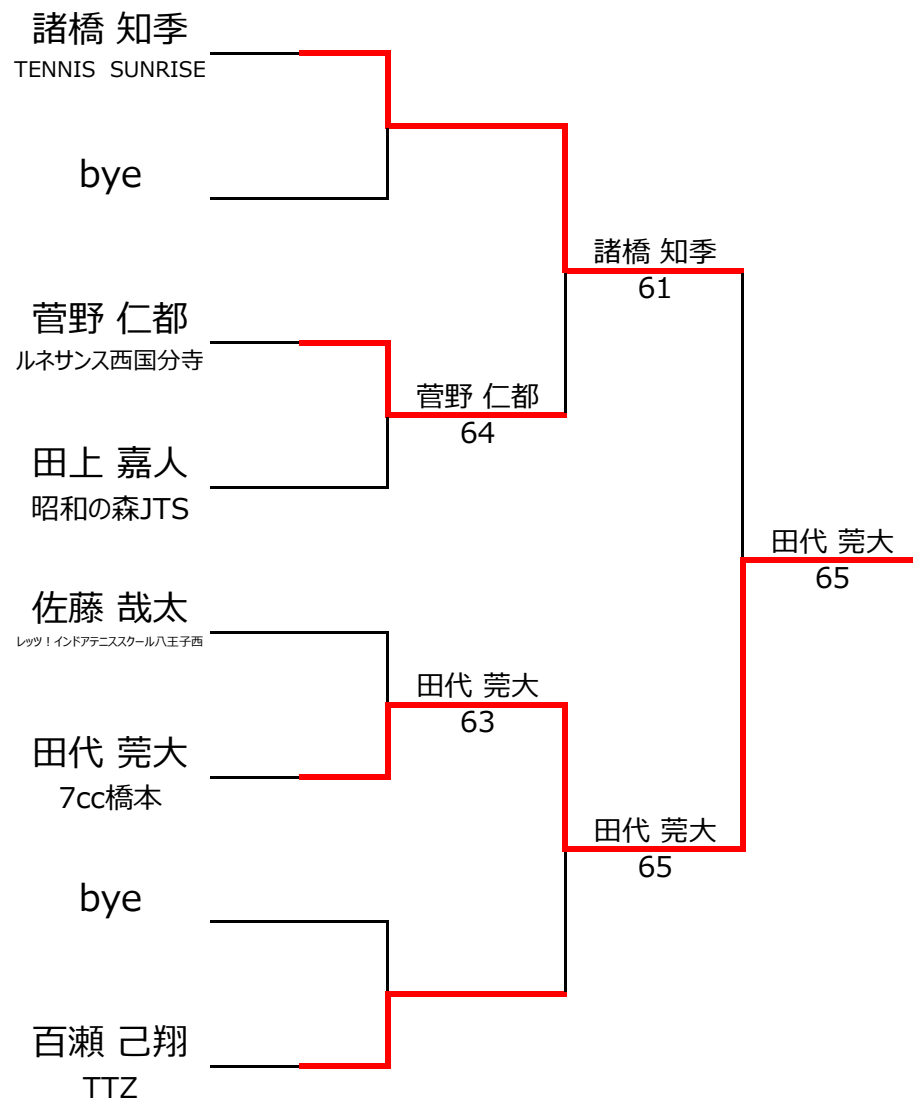 諸橋 知季
TENNIS SUNRISE
bye
諸橋 知季
61
菅野 仁都
ルネサンス西国分寺
菅野 仁都
64
田上 嘉人
昭和の森JTS
田代 莞大
65
佐藤 哉太
レッツ！インドアテニススクール八王子西
田代 莞大
63
田代 莞大
7cc橋本
田代 莞大
65
bye
百瀬 己翔
TTZ